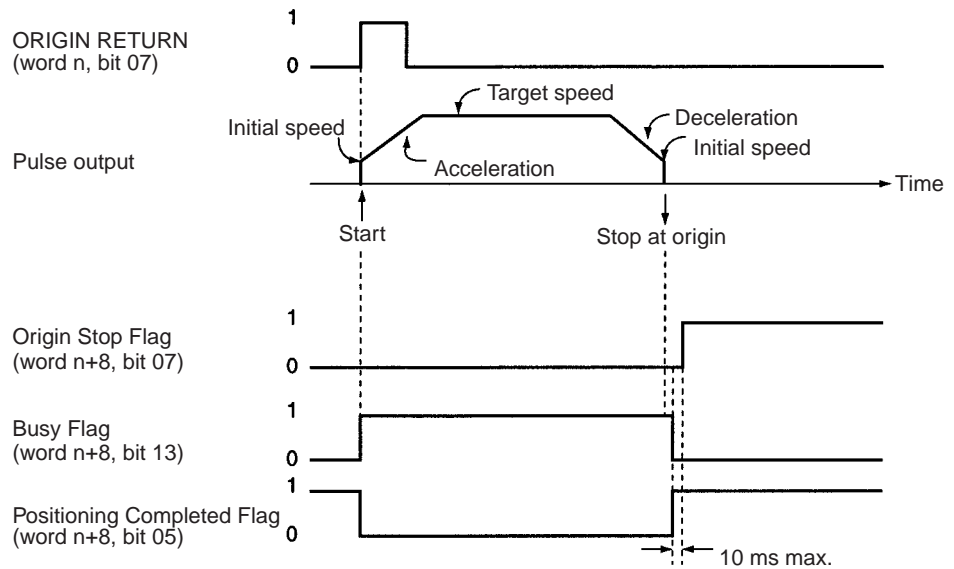 1
ORIGIN RETURN
(word n, bit 07)
0
Target speed
Deceleration
Initial speed
Initial speed
Pulse output
Acceleration
Time
Start
Stop at origin
1
Origin Stop Flag
(word n+8, bit 07)
0
1
Busy Flag
(word n+8, bit 13)
0
1
Positioning Completed Flag
(word n+8, bit 05)
0
10 ms max.